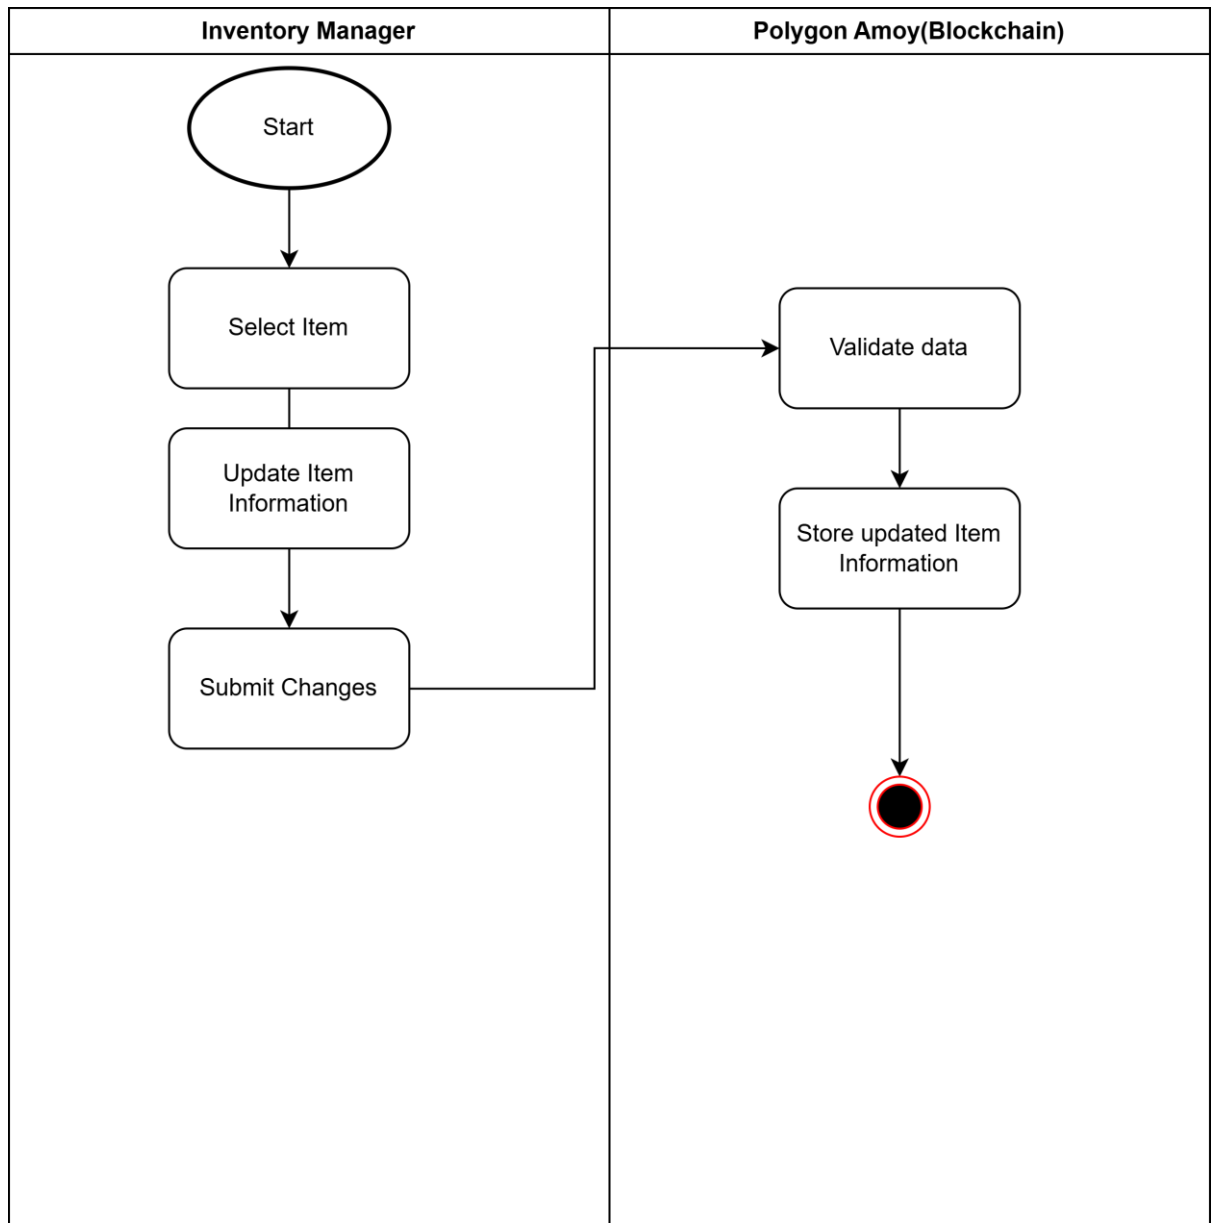 Inventory Manager
Polygon Amoy(Blockchain)
Start
Select Item
Update Item
Information
Submit Changes
Validate data
Store updated Item
Information